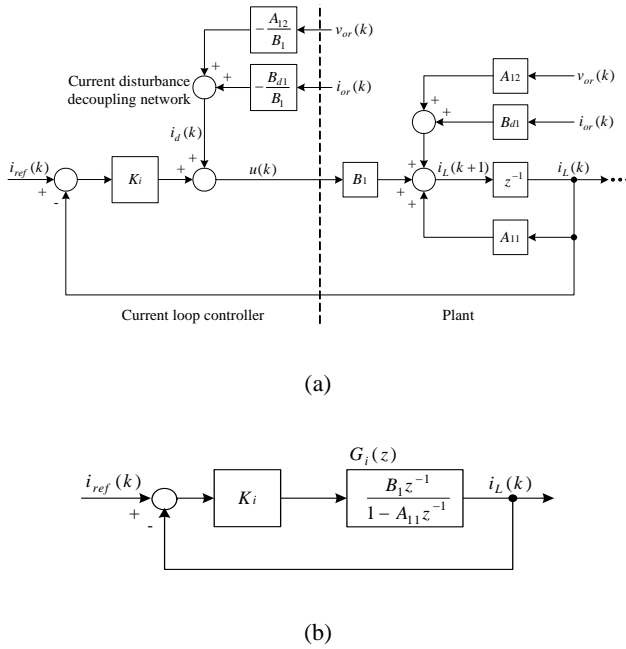 -A12/B1
vor(k)
+
Current disturbance
decoupling network
+
-Bd1/B1
ior(k)
id(k)
A12
vor(k)
+
+
Bd1
ior(k)
iref(k)
+
-
Ki
+
+
u(k)
B1
+
+
+
iL(k+1)
z⁻¹
iL(k)
A11
Current loop controller
Plant
(a)
Gi(z)
iref(k)
+
-
Ki
B1z⁻¹
1 - A11z⁻¹
iL(k)
(b)